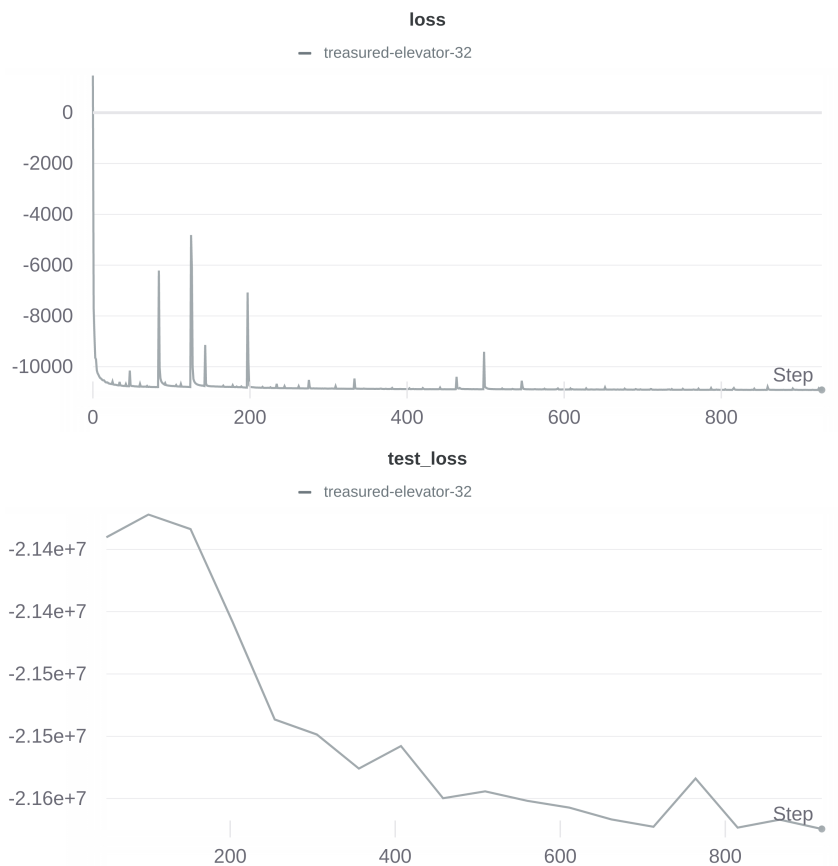 loss
treasured-elevator-32
0
-2000
-4000
-6000
-8000
-10000
Step
0 200 400 600 800
test_loss
treasured-elevator-32
-2.14e+7
-2.14e+7
-2.15e+7
-2.15e+7
-2.16e+7
Step
200 400 600 800